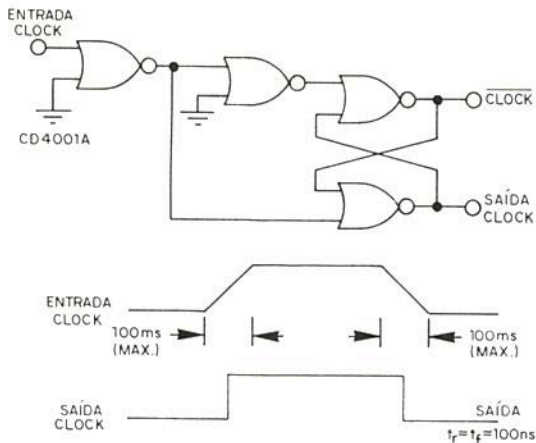 ENTRADA
CLOCK
CD4001A
CLOCK
SAÍDA
CLOCK
ENTRADA
CLOCK
100ms
(MAX.)
100ms
(MAX.)
SAÍDA
CLOCK
SAÍDA
tr=tf=100ns